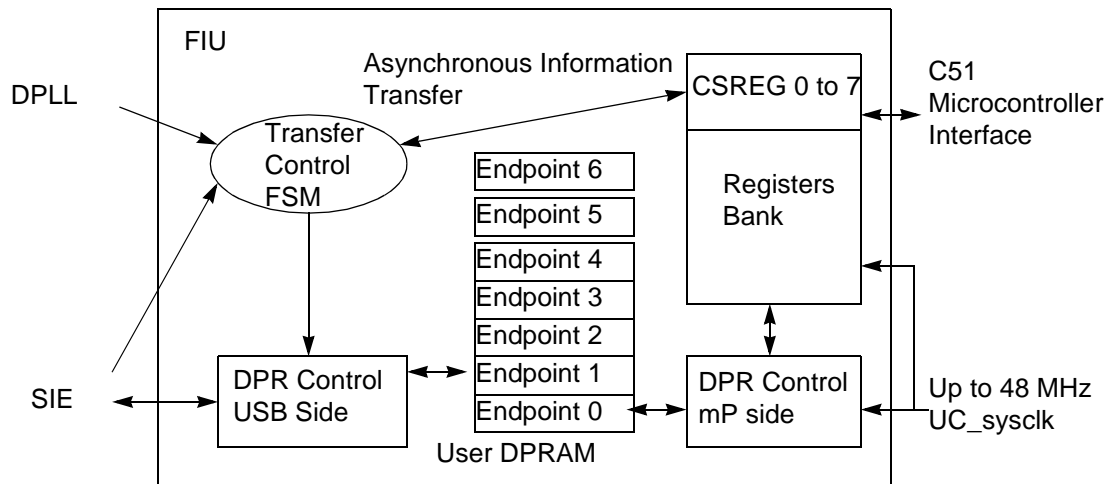 FIU
DPLL
Asynchronous Information
Transfer
CSREG 0 to 7
C51
Microcontroller
Interface
Transfer
Control
FSM
Endpoint 6
Registers
Bank
Endpoint 5
Endpoint 4
Endpoint 3
Endpoint 2
Endpoint 1
Endpoint 0
SIE
DPR Control
USB Side
DPR Control
mP side
Up to 48 MHz
UC_sysclk
User DPRAM